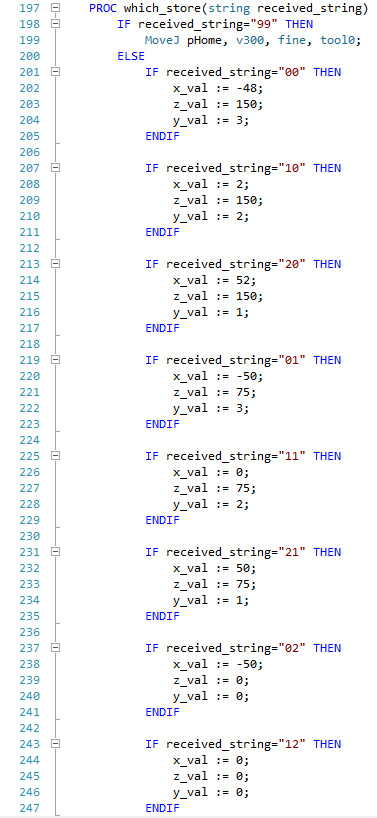 197 PROC which_store(string received_string)
198 IF received_string="99" THEN
199 MoveJ pHome, v300, fine, tool0;
200 ELSE
201 IF received_string="00" THEN
202 x_val := -48;
203 z_val := 150;
204 y_val := 3;
205 ENDIF
206
207 IF received_string="10" THEN
208 x_val := 2;
209 z_val := 150;
210 y_val := 2;
211 ENDIF
212
213 IF received_string="20" THEN
214 x_val := 52;
215 z_val := 150;
216 y_val := 1;
217 ENDIF
218
219 IF received_string="01" THEN
220 x_val := -50;
221 z_val := 75;
222 y_val := 3;
223 ENDIF
224
225 IF received_string="11" THEN
226 x_val := 0;
227 z_val := 75;
228 y_val := 2;
229 ENDIF
230
231 IF received_string="21" THEN
232 x_val := 50;
233 z_val := 75;
234 y_val := 1;
235 ENDIF
236
237 IF received_string="02" THEN
238 x_val := -50;
239 z_val := 0;
240 y_val := 0;
241 ENDIF
242
243 IF received_string="12" THEN
244 x_val := 0;
245 z_val := 0;
246 y_val := 0;
247 ENDIF